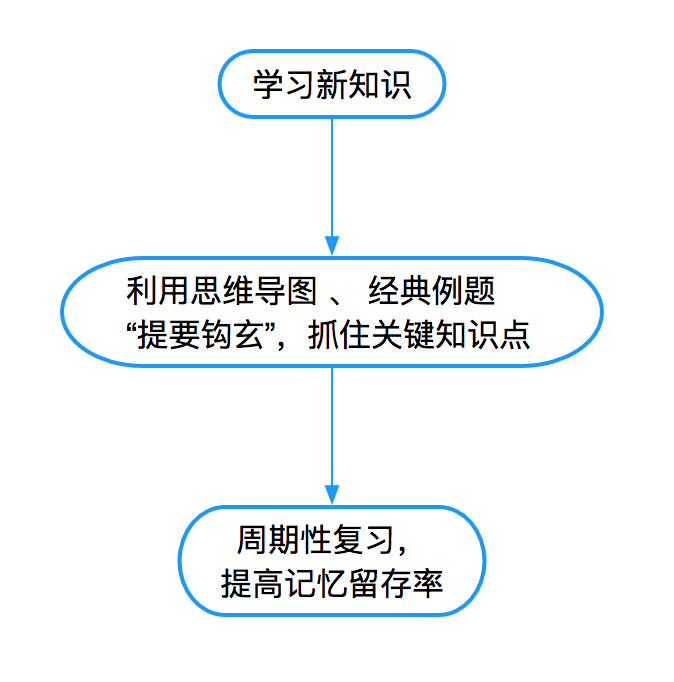 学习新知识
利用思维导图 、 经典例题
“提要钩玄”，抓住关键知识点
周期性复习，
提高记忆留存率